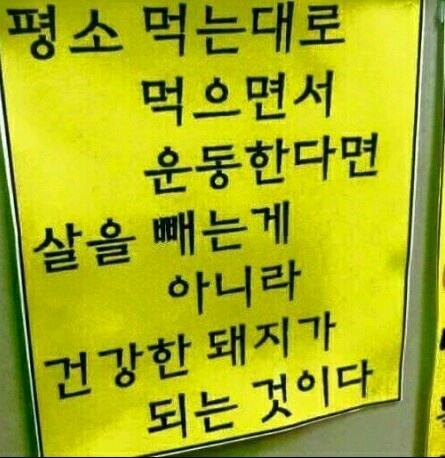 평소 먹는대로
먹으면서
운동한다면
살을 빼는게
아니라
건강한 돼지가
되는 것이다